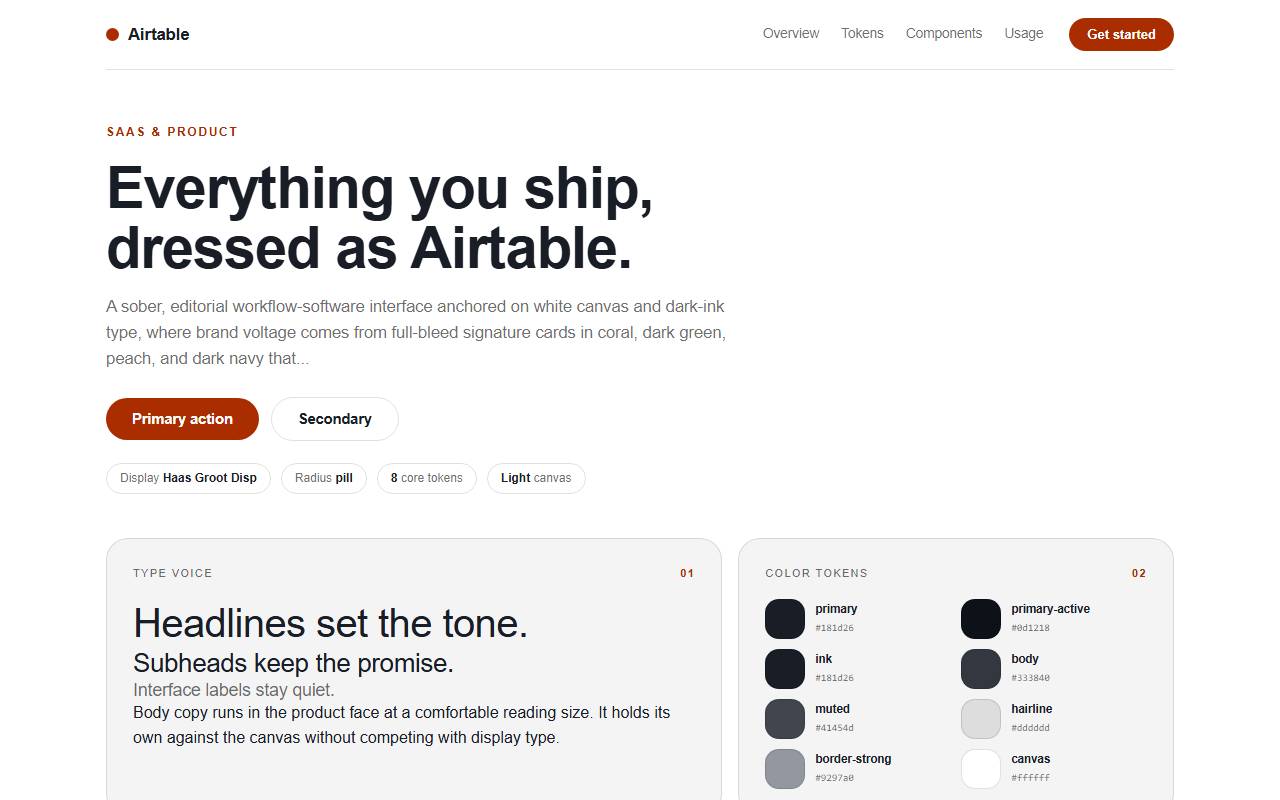 Airtable
Overview Tokens Components Usage Get started
SAAS & PRODUCT
Everything you ship,
dressed as Airtable.
A sober, editorial workflow-software interface anchored on white canvas and dark-ink
type, where brand voltage comes from full-bleed signature cards in coral, dark green,
peach, and dark navy that...
Primary action Secondary
Display Haas Groot Disp Radius pill 8 core tokens Light canvas
TYPE VOICE 01
Headlines set the tone.
Subheads keep the promise.
Interface labels stay quiet.
Body copy runs in the product face at a comfortable reading size. It holds its
own against the canvas without competing with display type.
COLOR TOKENS 02
primary
#181d26
primary-active
#0d1218
ink
#181d26
body
#333840
muted
#41454d
hairline
#dddddd
border-strong
#9297a0
canvas
#ffffff